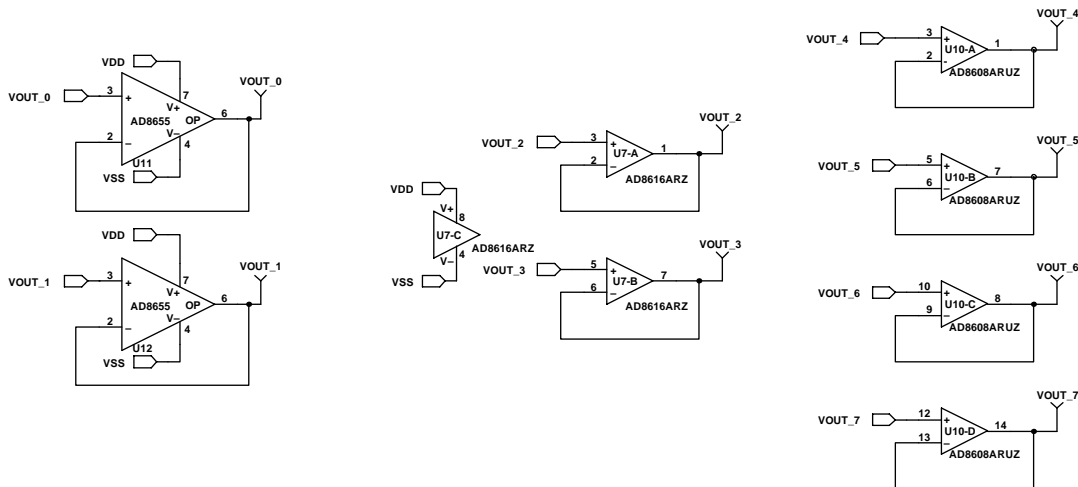 VDD
VOUT_0
3
+
7
V+
AD8655
OP
6
VOUT_0
2
–
V–
4
U11
VSS
VDD
VOUT_1
3
+
7
V+
AD8655
OP
6
VOUT_1
2
–
V–
4
U12
VSS
VDD
V+
8
U7-C
AD8616ARZ
V–
4
VSS
VOUT_2
3
+
U7-A
1
VOUT_2
2
–
AD8616ARZ
VOUT_3
5
+
U7-B
7
VOUT_3
6
–
AD8616ARZ
VOUT_4
3
+
U10-A
1
VOUT_4
2
-
AD8608ARUZ
VOUT_5
5
+
U10-B
7
VOUT_5
6
–
AD8608ARUZ
VOUT_6
10
+
U10-C
8
VOUT_6
9
–
AD8608ARUZ
VOUT_7
12
+
U10-D
14
VOUT_7
13
–
AD8608ARUZ